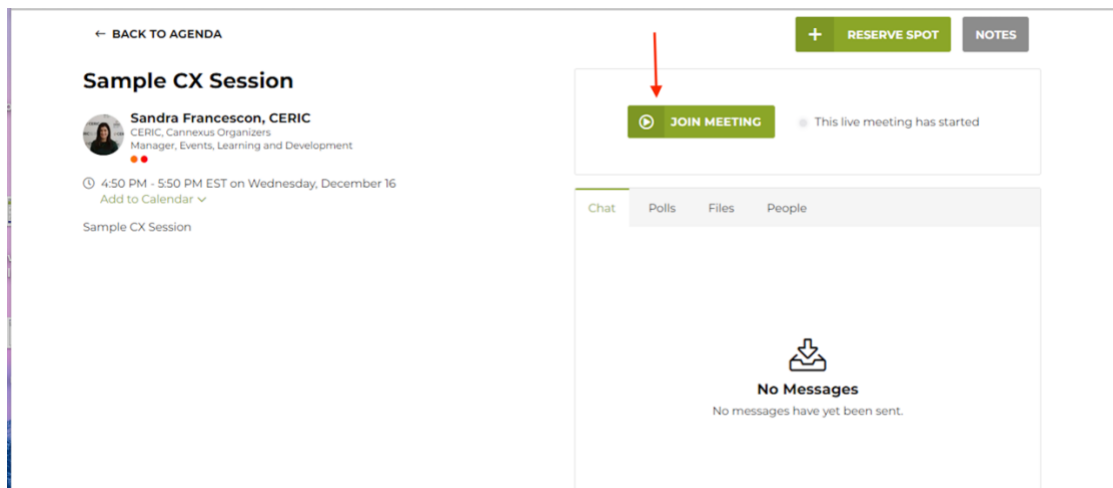 ← BACK TO AGENDA
+ RESERVE SPOT
NOTES
Sample CX Session
Sandra Francescon, CERIC
CERIC, Cannexus Organizers
Manager, Events, Learning and Development
4:50 PM - 5:50 PM EST on Wednesday, December 16
Add to Calendar
Sample CX Session
JOIN MEETING
This live meeting has started
Chat Polls Files People
No Messages
No messages have yet been sent.